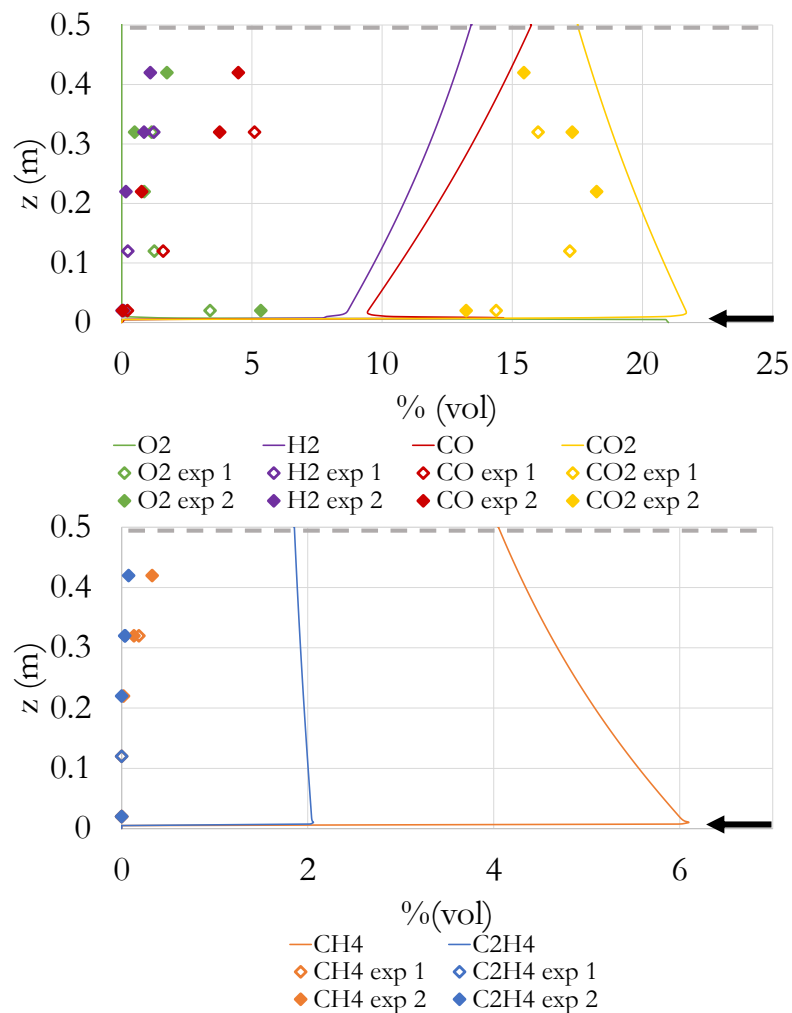 0.5
0.4
0.3
0.2
0.1
0
z (m)
0 5 10 15 20 25
% (vol)
O2 H2 CO CO2
O2 exp 1 H2 exp 1 CO exp 1 CO2 exp 1
O2 exp 2 H2 exp 2 CO exp 2 CO2 exp 2
0.5
0.4
0.3
0.2
0.1
0
z (m)
0 2 4 6
%(vol)
CH4 C2H4
CH4 exp 1 C2H4 exp 1
CH4 exp 2 C2H4 exp 2